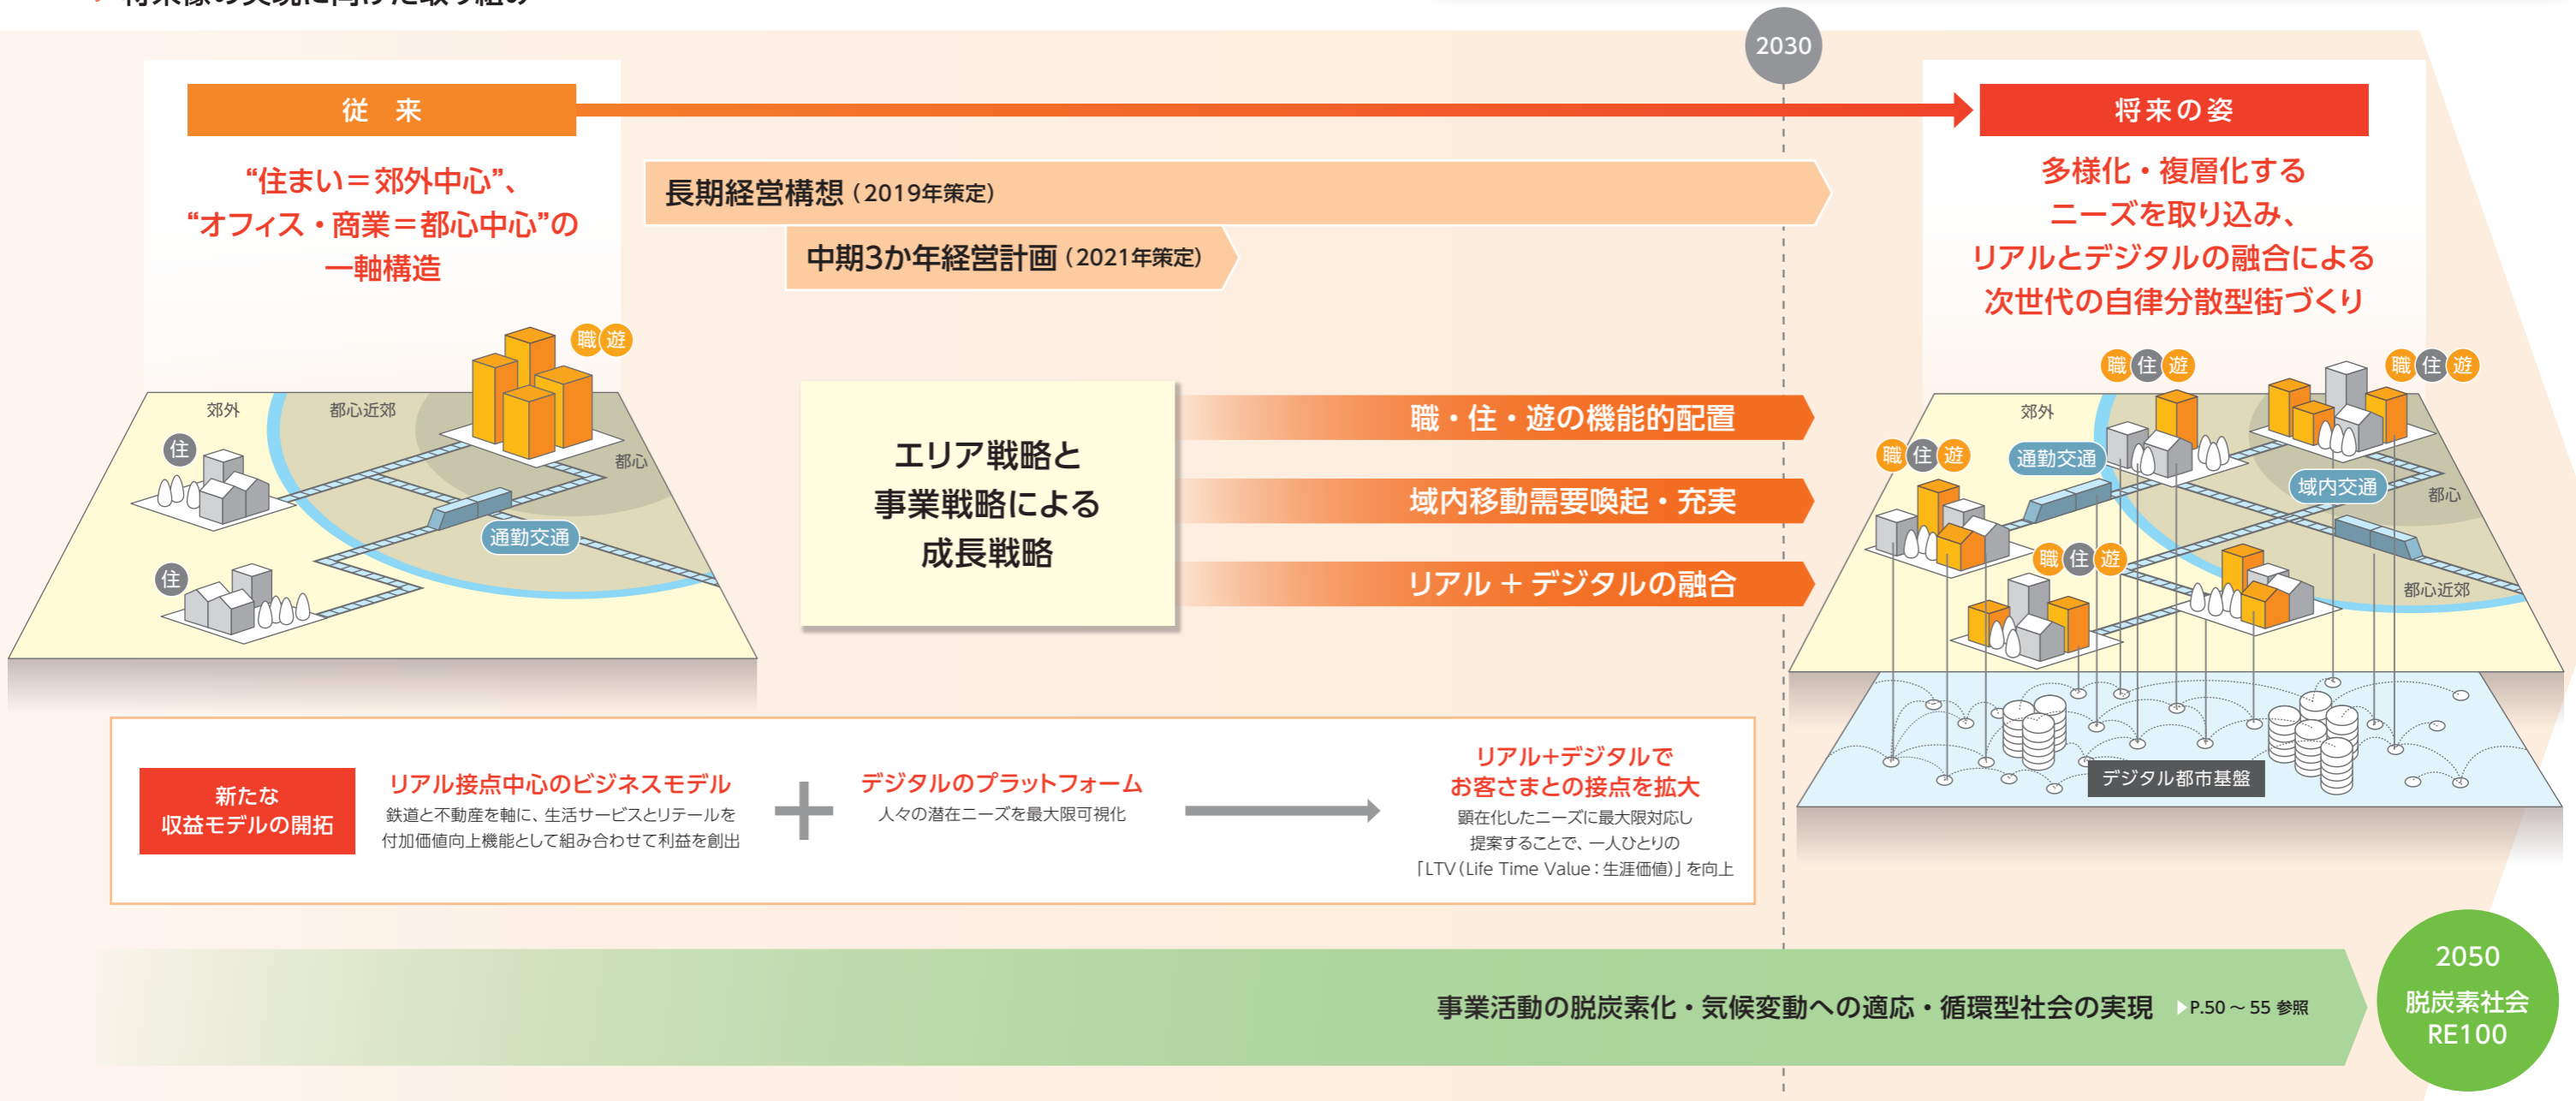 将来像の実現に向けた取り組み
2030
従 来
将来の姿
“住まい＝郊外中心”、
“オフィス・商業＝都心中心”の
一軸構造
長期経営構想（2019年策定）
中期3か年経営計画（2021年策定）
多様化・複層化する
ニーズを取り込み、
リアルとデジタルの融合による
次世代の自律分散型街づくり
職 遊
郊外
都心近郊
都心
住
住
通勤交通
エリア戦略と
事業戦略による
成長戦略
職・住・遊の機能的配置
域内移動需要喚起・充実
リアル + デジタルの融合
職 住 遊
職 住 遊
郊外
職 住 遊
通勤交通
域内交通
都心
職 住 遊
都心近郊
デジタル都市基盤
新たな
収益モデルの開拓
リアル接点中心のビジネスモデル
鉄道と不動産を軸に、生活サービスとリテールを
付加価値向上機能として組み合わせて利益を創出
＋
デジタルのプラットフォーム
人々の潜在ニーズを最大限可視化
リアル+デジタルで
お客さまとの接点を拡大
顕在化したニーズに最大限対応し
提案することで、一人ひとりの
「LTV（Life Time Value：生涯価値）」を向上
事業活動の脱炭素化・気候変動への適応・循環型社会の実現 ▶P.50 ～ 55 参照
2050
脱炭素社会
RE100